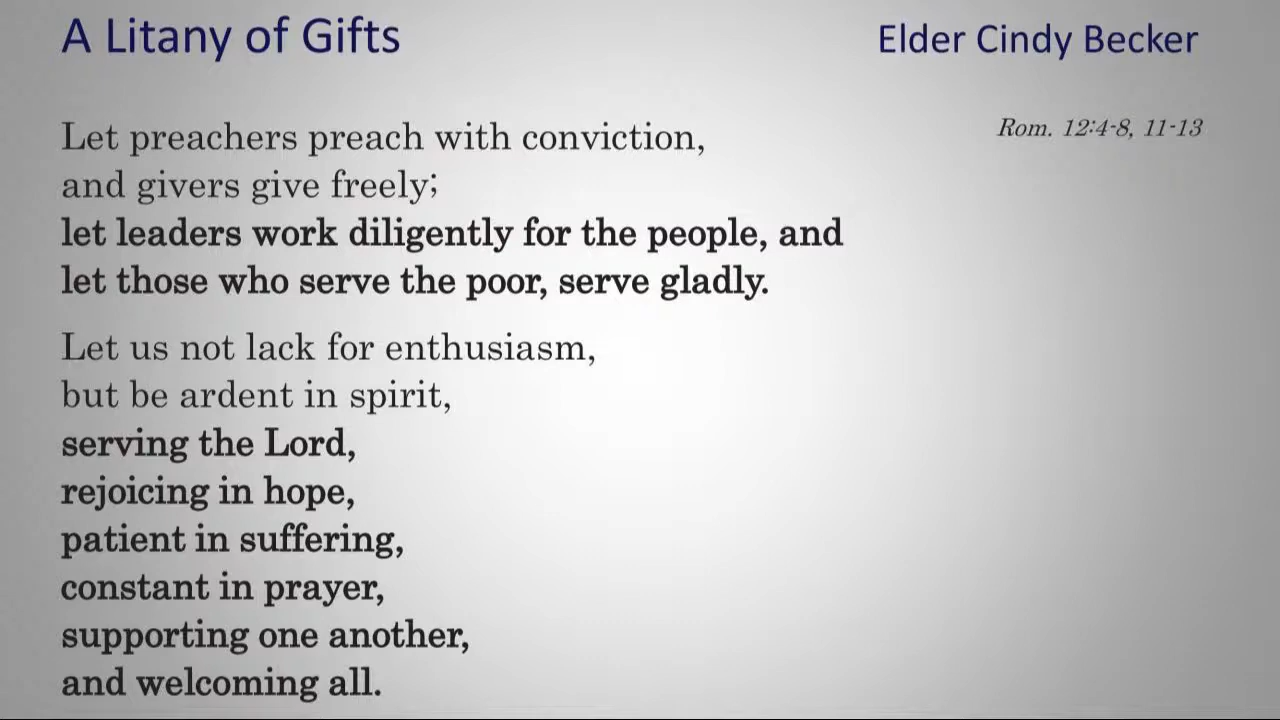 A Litany of Gifts
Elder Cindy Becker
Rom. 12:4-8, 11-13
Let preachers preach with conviction,
and givers give freely;
let leaders work diligently for the people, and
let those who serve the poor, serve gladly.
Let us not lack for enthusiasm,
but be ardent in spirit,
serving the Lord,
rejoicing in hope,
patient in suffering,
constant in prayer,
supporting one another,
and welcoming all.